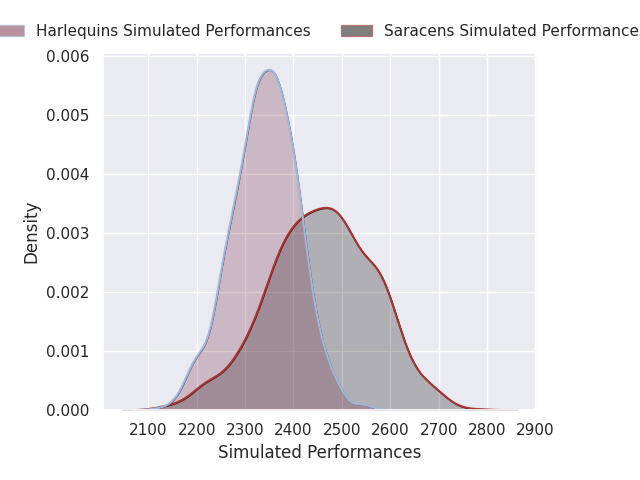 Harlequins Simulated Performances Saracens Simulated Performance
0.006
0.005
0.004
0.003
0.002
0.001
0.000
Density
2100 2200 2300 2400 2500 2600 2700 2800 2900
Simulated Performances